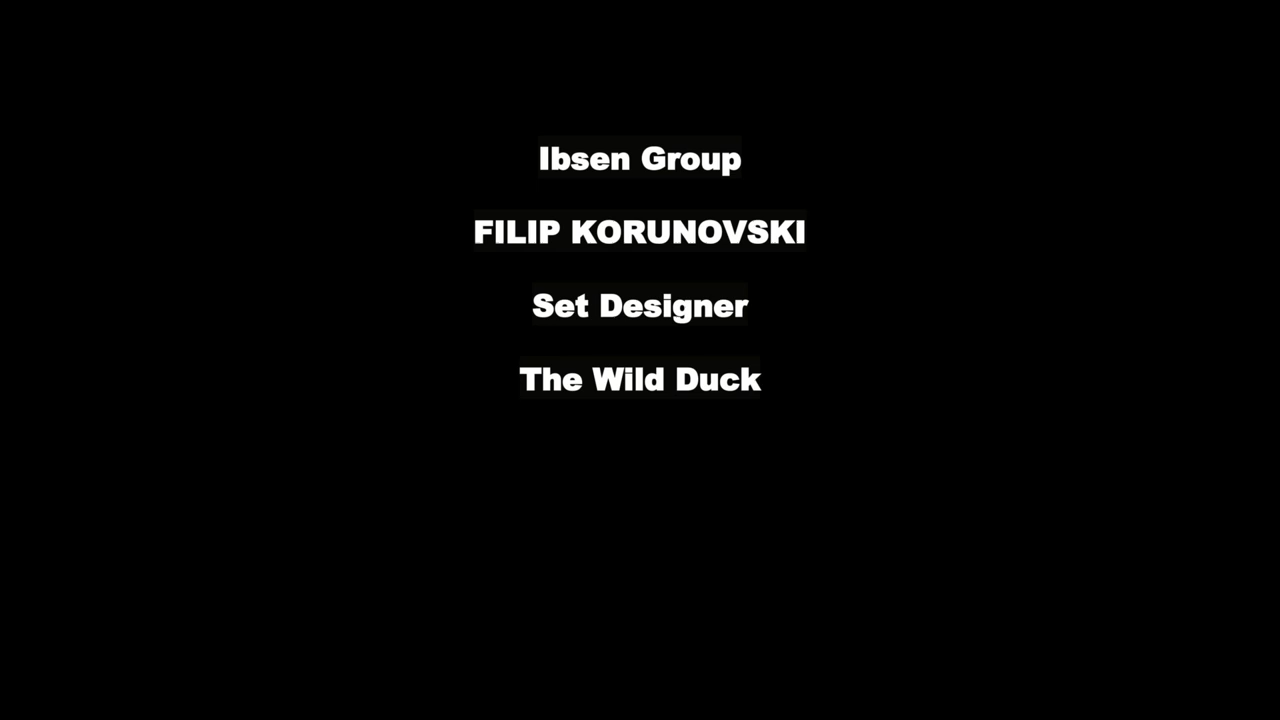 Ibsen Group
FILIP KORUNOVSKI
Set Designer
The Wild Duck